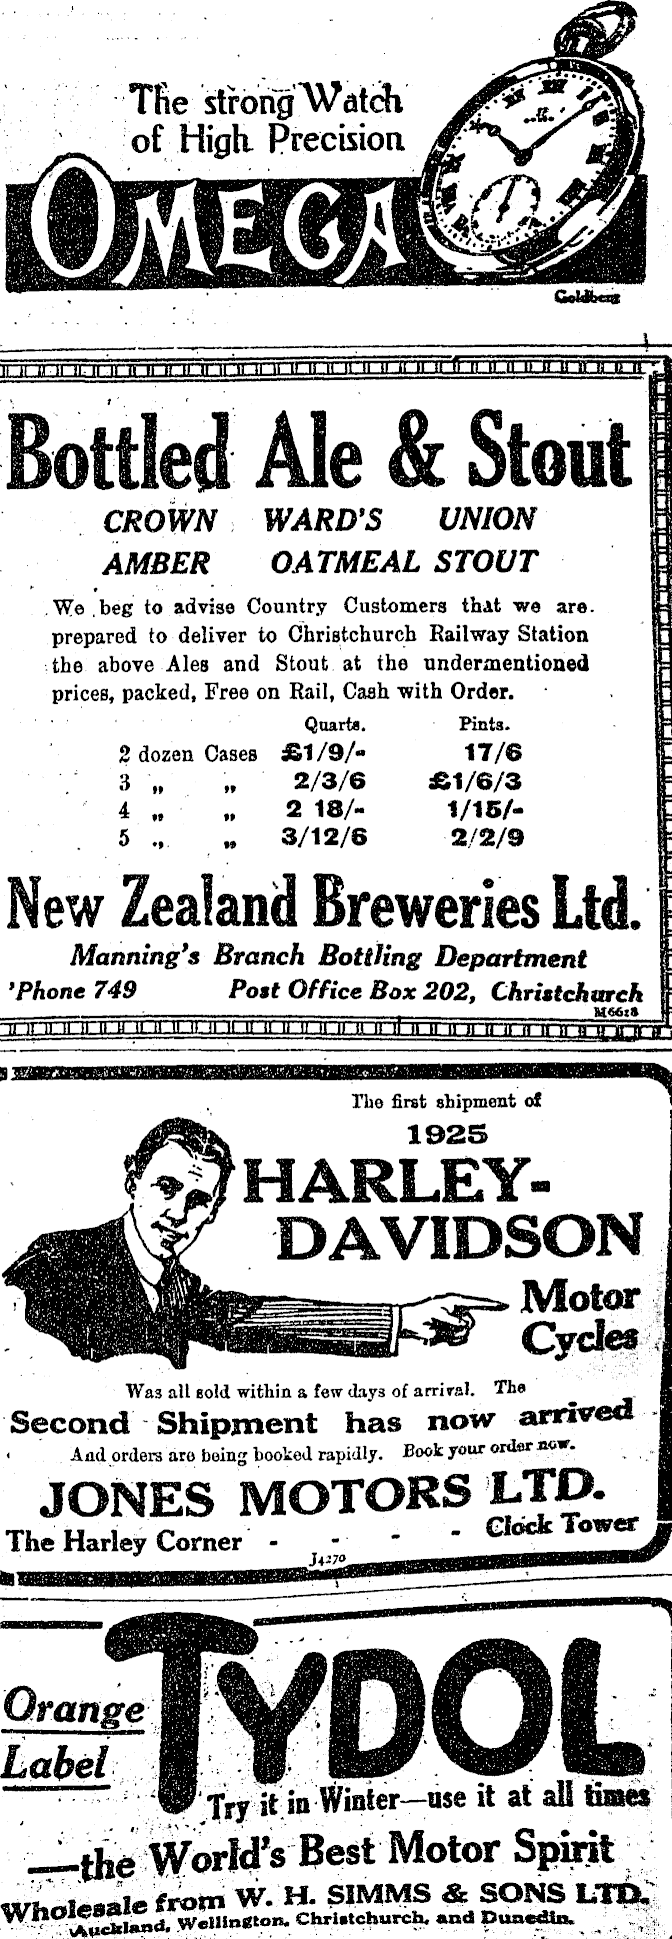 The strong Watch
of High Precision
OMEGA
Goldberg
Bottled Ale & Stout
CROWN WARD'S UNION
AMBER OATMEAL STOUT
We beg to advise Country Customers that we are
prepared to deliver to Christchurch Railway Station
the above Ales and Stout at the undermentioned
prices, packed, Free on Rail, Cash with Order.
Quarts. Pints.
2 dozen Cases £1/9/- 17/6
3 „ „ 2/3/6 £1/6/3
4 „ „ 2 18/- 1/15/-
5 „ „ 3/12/6 2/2/9
New Zealand Breweries Ltd.
Manning's Branch Bottling Department
'Phone 749 Post Office Box 202, Christchurch
M6618
The first shipment of
1925
HARLEY-
DAVIDSON
Motor
Cycles
Was all sold within a few days of arrival. The
Second Shipment has now arrived
And orders are being booked rapidly. Book your order now.
JONES MOTORS LTD.
The Harley Corner - - - - Clock Tower
J4270
Orange
Label
TYDOL
Try it in Winter—use it at all times
—the World's Best Motor Spirit
Wholesale from W. H. SIMMS & SONS LTD.
Auckland, Wellington, Christchurch, and Dunedin.